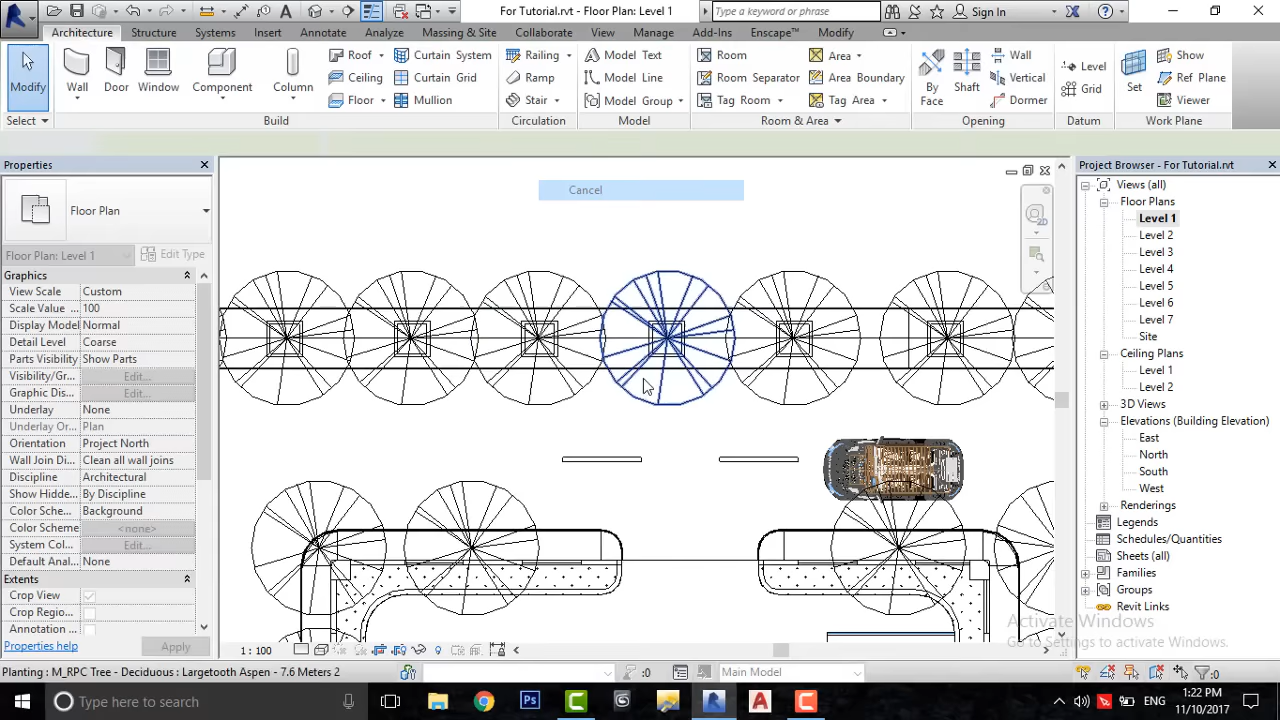 For Tutorial.rvt - Floor Plan: Level 1
Type a keyword or phrase
Sign In
Architecture Structure Systems Insert Annotate Analyze Massing & Site Collaborate View Manage Add-Ins Enscape™ Modify
Modify
Wall
Door
Window
Component
Column
Roof
Ceiling
Floor
Curtain System
Curtain Grid
Mullion
Railing
Ramp
Stair
Model Text
Model Line
Model Group
Room
Room Separator
Tag Room
Area
Area Boundary
Tag Area
By
Face
Shaft
Wall
Vertical
Dormer
Level
Grid
Set
Show
Ref Plane
Viewer
Select Build Circulation Model Room & Area Opening Datum Work Plane
Properties
Floor Plan
Floor Plan: Level 1 Edit Type
Graphics
View Scale Custom
Scale Value ... 100
Display Model Normal
Detail Level Coarse
Parts Visibility Show Parts
Visibility/Gr... Edit...
Graphic Dis... Edit...
Underlay None
Underlay Or... Plan
Orientation Project North
Wall Join Di... Clean all wall joins
Discipline Architectural
Show Hidde... By Discipline
Color Sche... Background
Color Scheme <none>
System Col... Edit...
Default Anal... None
Extents
Crop View
Crop Regio...
Annotation ...
Properties help Apply
Cancel
2D
Project Browser - For Tutorial.rvt
Views (all)
Floor Plans
Level 1
Level 2
Level 3
Level 4
Level 5
Level 6
Level 7
Site
Ceiling Plans
Level 1
Level 2
3D Views
Elevations (Building Elevation)
East
North
South
West
Renderings
Legends
Schedules/Quantities
Sheets (all)
Families
Groups
Revit Links
Activate Windows
Go to Settings to activate Windows.
1 : 100
Planting : M_RPC Tree - Deciduous : Largetooth Aspen - 7.6 Meters 2
:0
Main Model
:0
Type here to search
ENG
1:22 PM
11/10/2017